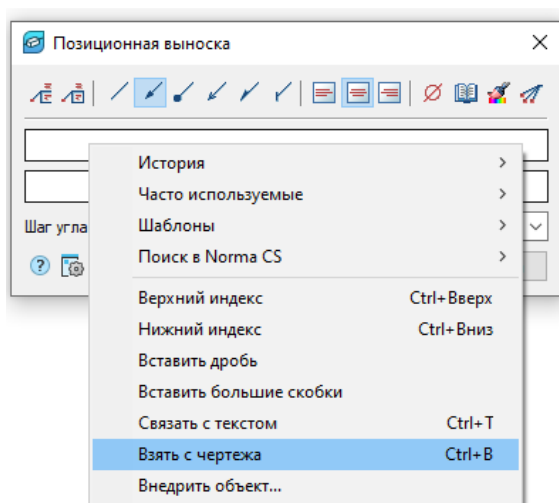 Позиционная выноска
История
Часто используемые
Шаблоны
Шаг угла
Поиск в Norma CS
Верхний индекс Ctrl+Вверх
Нижний индекс Ctrl+Вниз
Вставить дробь
Вставить большие скобки
Связать с текстом Ctrl+T
Взять с чертежа Ctrl+B
Внедрить объект...